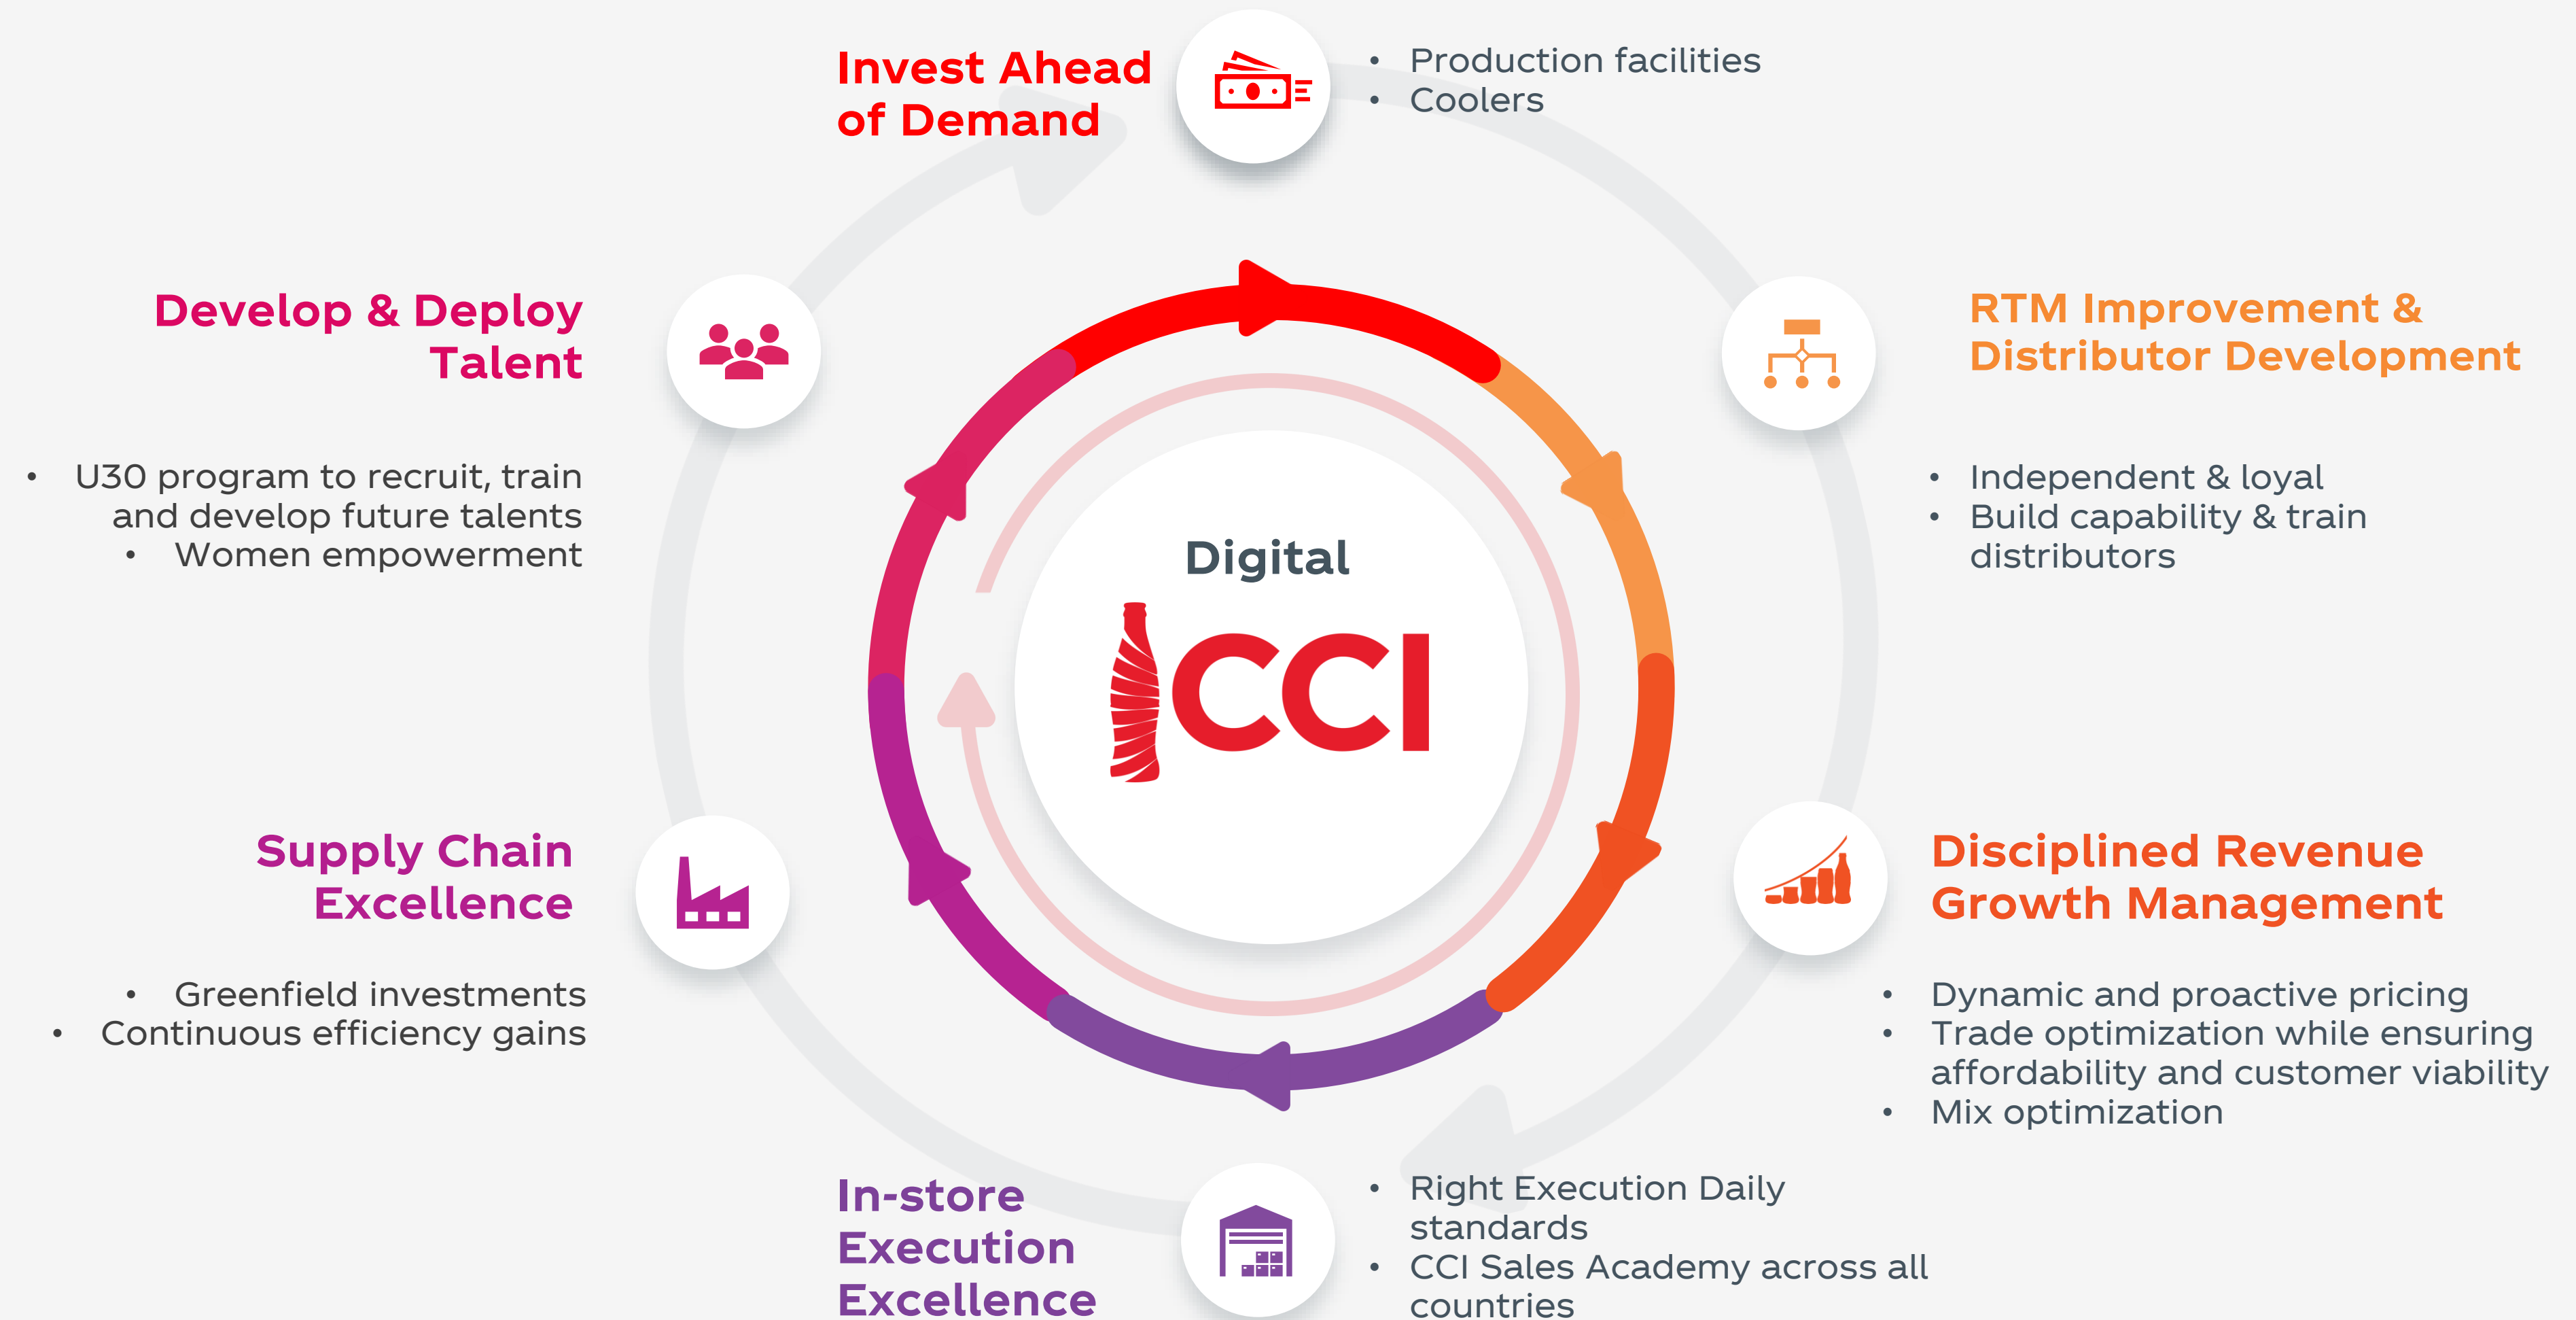 Invest Ahead
of Demand
• Production facilities
• Coolers
RTM Improvement &
Distributor Development
• Independent & loyal
• Build capability & train
distributors
Disciplined Revenue
Growth Management
• Dynamic and proactive pricing
• Trade optimization while ensuring
affordability and customer viability
• Mix optimization
In-store
Execution
Excellence
• Right Execution Daily
standards
• CCI Sales Academy across all
countries
Supply Chain
Excellence
• Greenfield investments
• Continuous efficiency gains
Develop & Deploy
Talent
• U30 program to recruit, train
and develop future talents
• Women empowerment
Digital
CCI